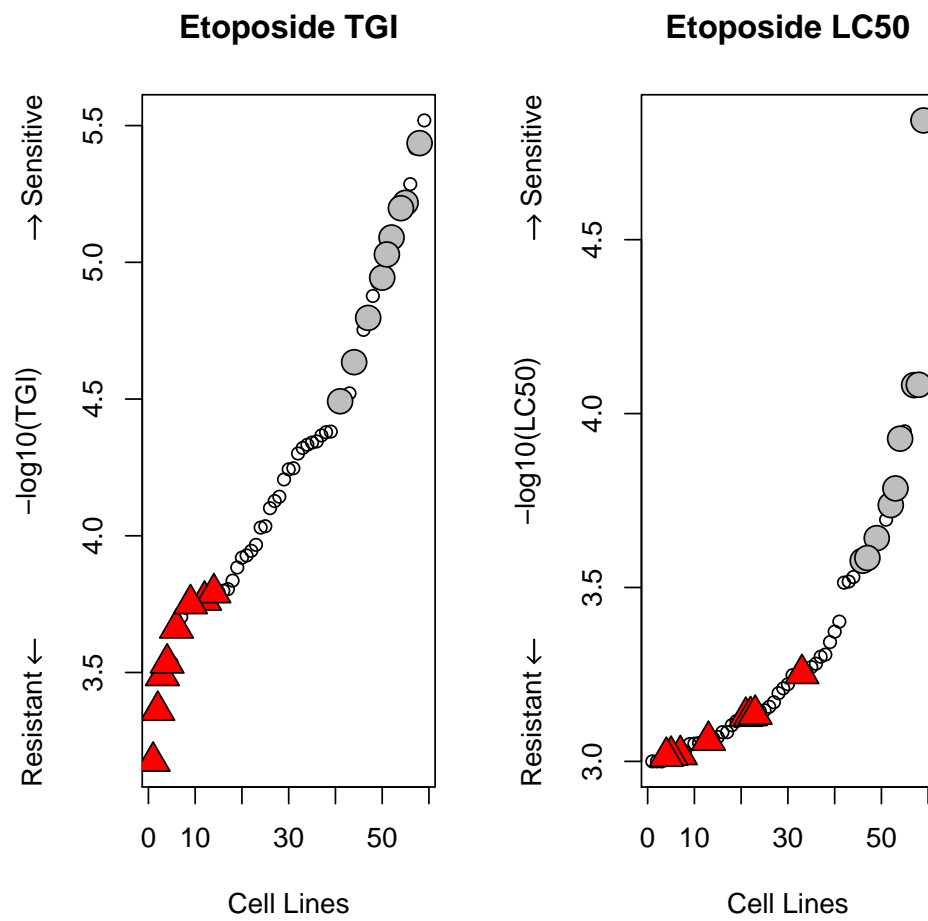 Etoposide TGI
Resistant ← −log10(TGI) → Sensitive
5.5
5.0
4.5
4.0
3.5
0 10 30 50
Cell Lines
Etoposide LC50
Resistant ← −log10(LC50) → Sensitive
4.5
4.0
3.5
3.0
0 10 30 50
Cell Lines